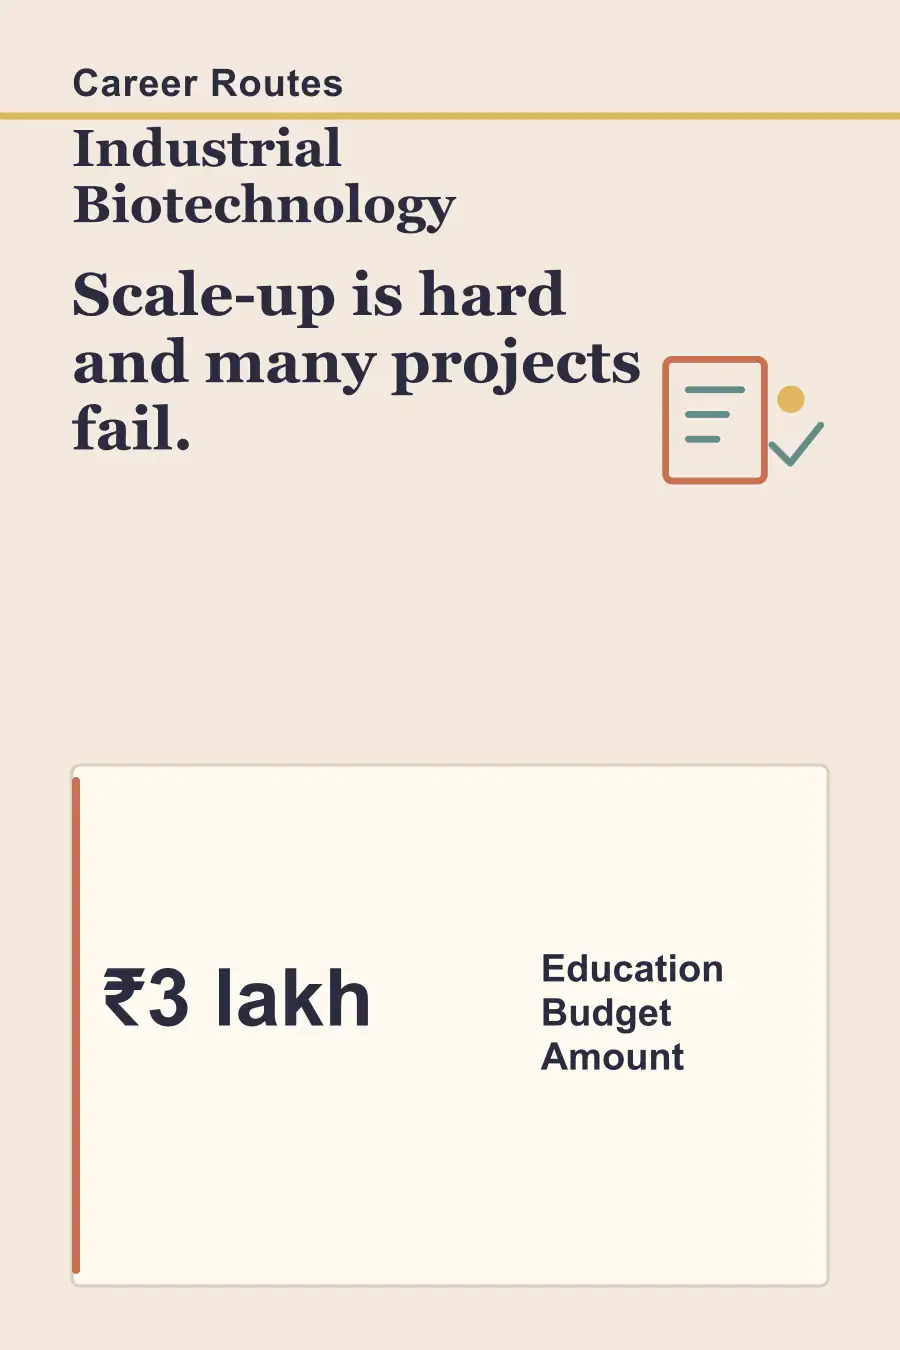 Career Routes
Industrial
Biotechnology
Scale-up is hard
and many projects
fail.
₹3 lakh
Education
Budget
Amount